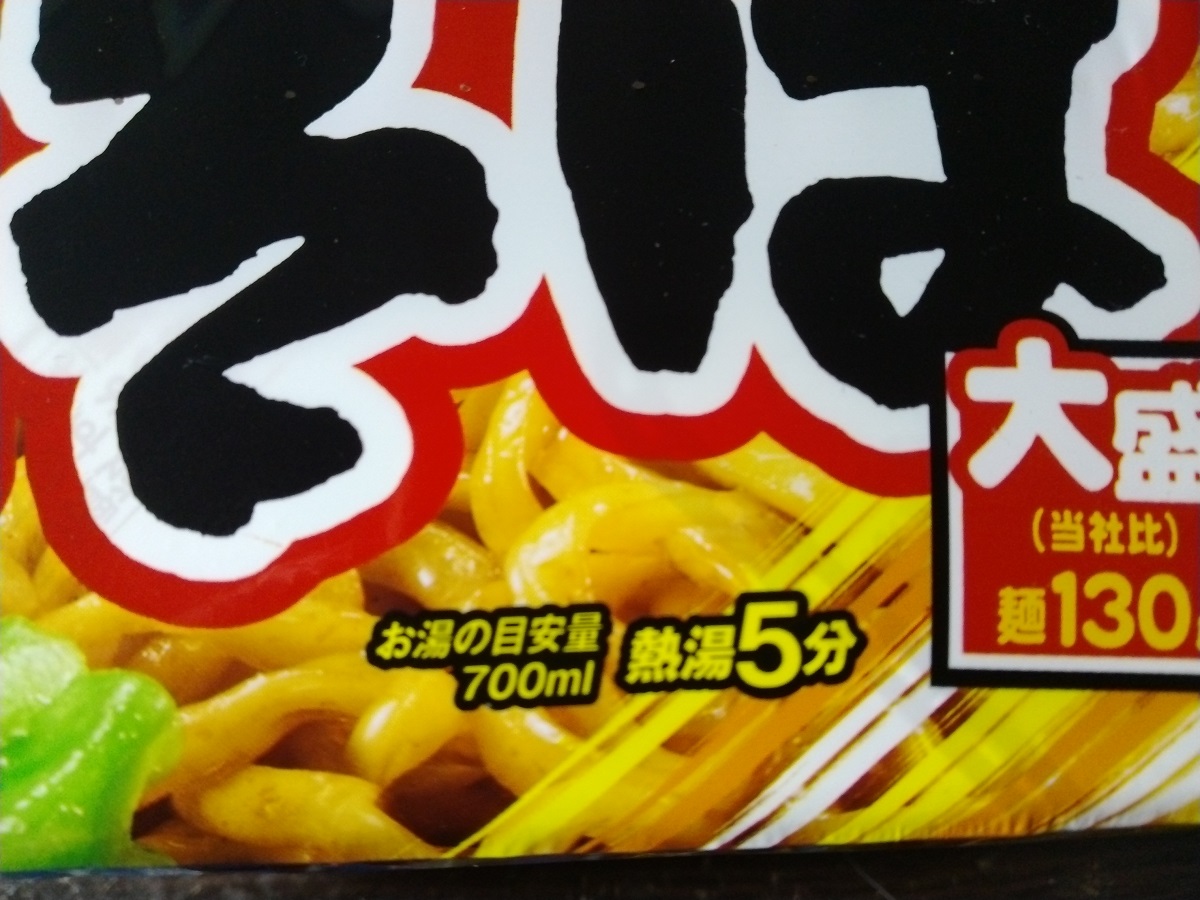 そば
大盛
(当社比)
麺130
お湯の目安量
700ml
熱湯5分